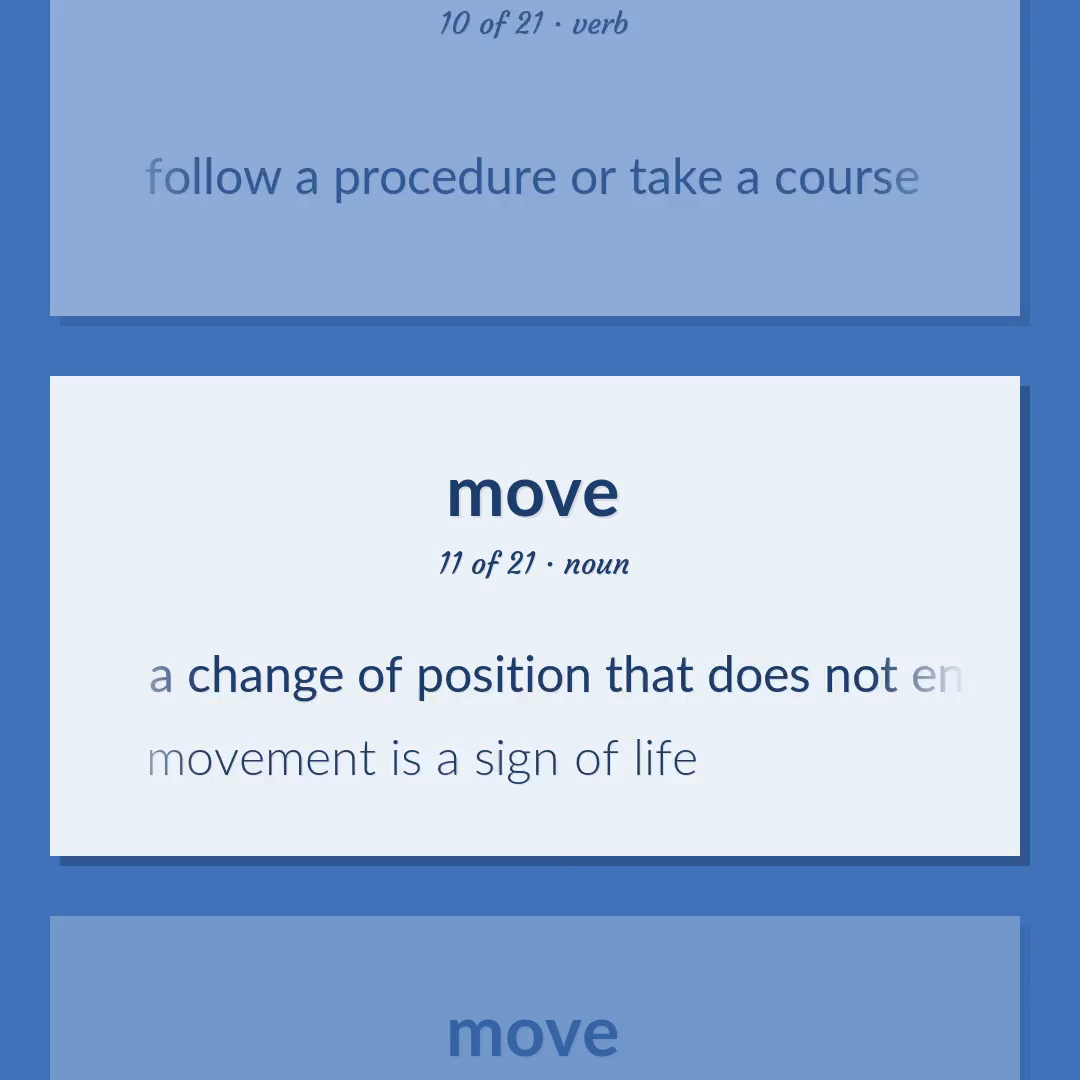 10 of 21 · verb
follow a procedure or take a course
move
11 of 21 · noun
a change of position that does not en
movement is a sign of life
move